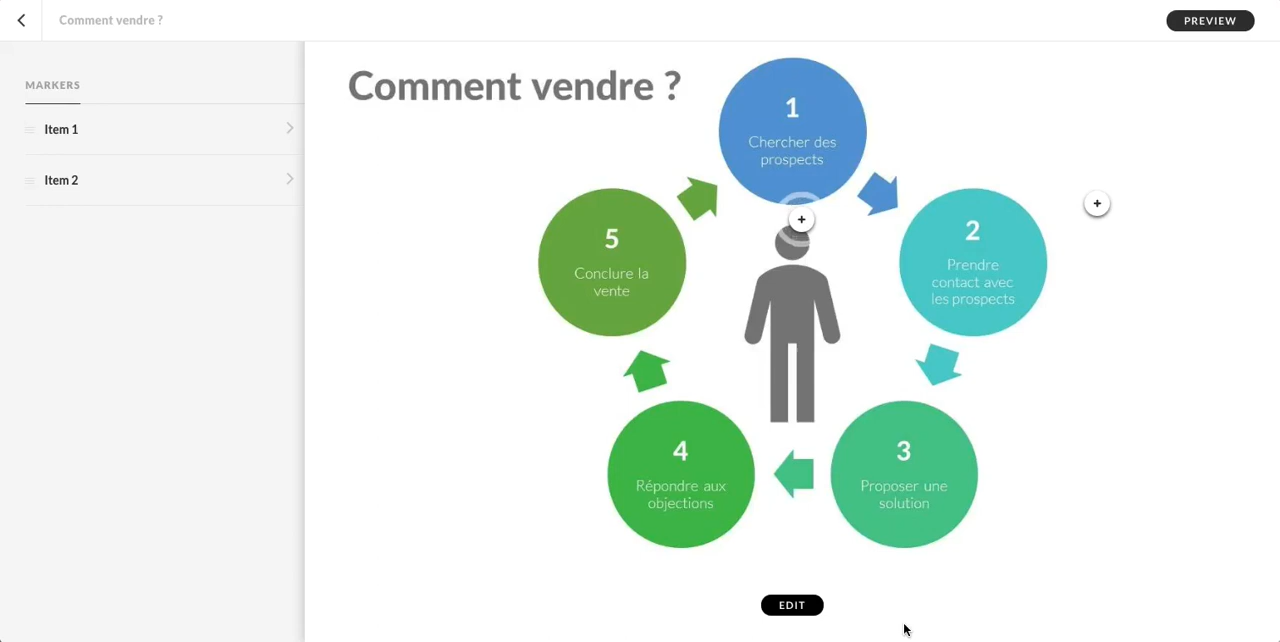 Comment vendre ?
PREVIEW
MARKERS
Item 1
Item 2
Comment vendre ?
1
Chercher des
prospects
2
Prendre
contact avec
les prospects
3
Proposer une
solution
4
Répondre aux
objections
5
Conclure la
vente
EDIT